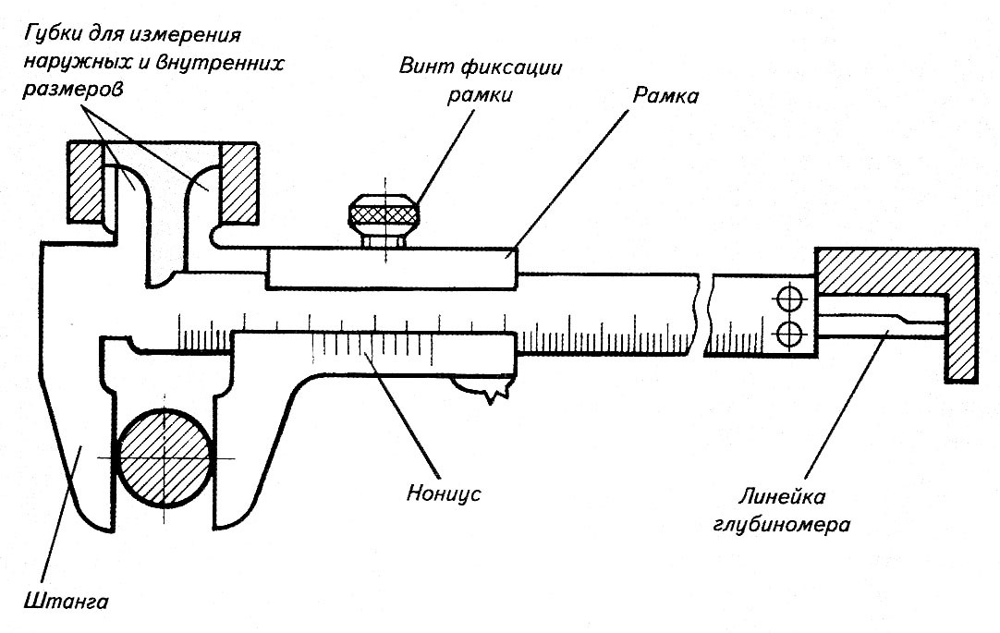 Губки для измерения
наружных и внутренних
размеров
Винт фиксации
рамки
Рамка
Нониус
Линейка
глубиномера
Штанга